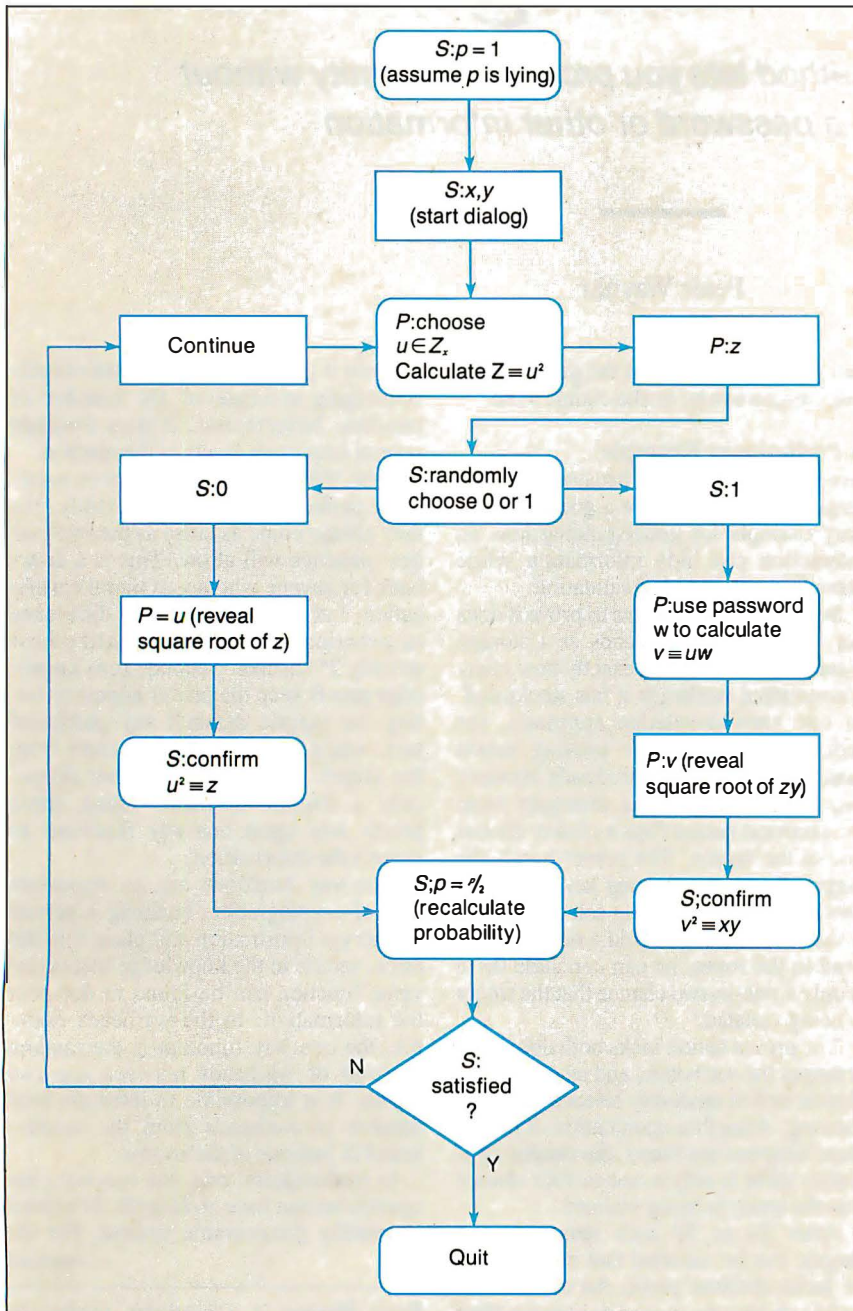 S:p = 1
(assume p is lying)
S:x,y
(start dialog)
Continue
P:choose
u ∈ Zₓ
Calculate Z ≡ u²
P:z
S:0
S:randomly
choose 0 or 1
S:1
P = u (reveal
square root of z)
P:use password
w to calculate
v ≡ uw
S:confirm
u² ≡ z
P:v (reveal
square root of zy)
S;p = p/2
(recalculate
probability)
S;confirm
v² ≡ xy
N
S:
satisfied
?
Y
Quit